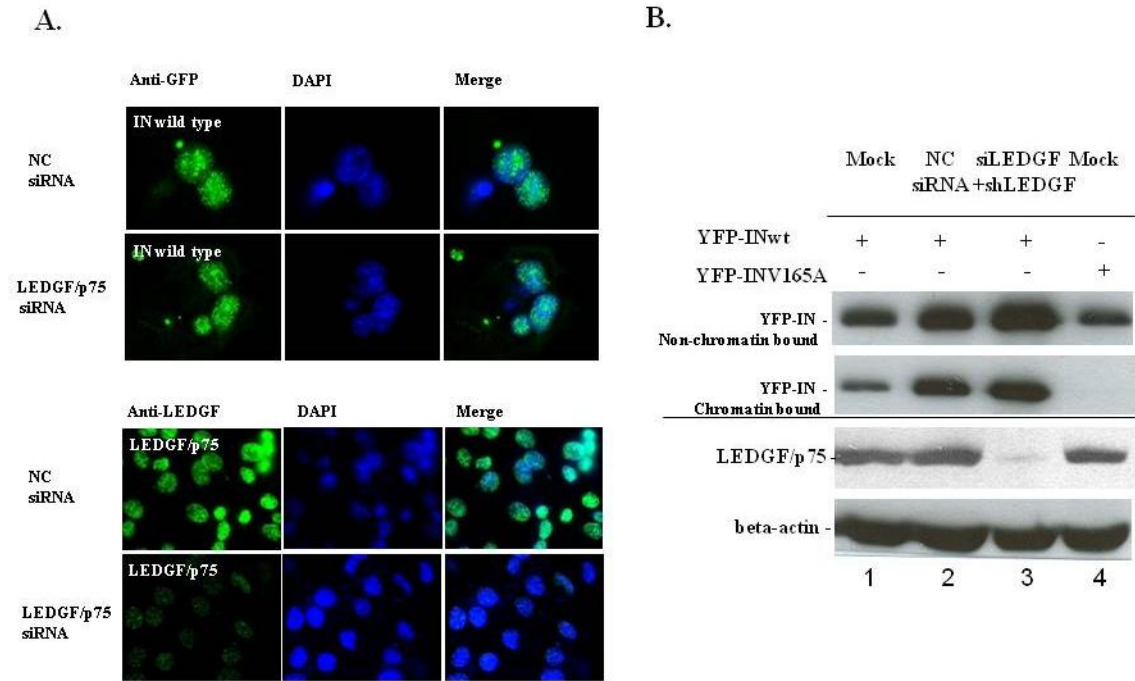 A.
Anti-GFP DAPI Merge
IN wild type
NC
siRNA
IN wild type
LEDGF/p75
siRNA
Anti-LEDGF DAPI Merge
LEDGF/p75
NC
siRNA
LEDGF/p75
LEDGF/p75
siRNA
B.
Mock NC siLEDGF Mock
siRNA +shLEDGF
YFP-INwt + + + -
YFP-INV165A - - - +
YFP-IN -
Non-chromatin bound
YFP-IN -
Chromatin bound
LEDGF/p75 -
beta-actin -
1 2 3 4